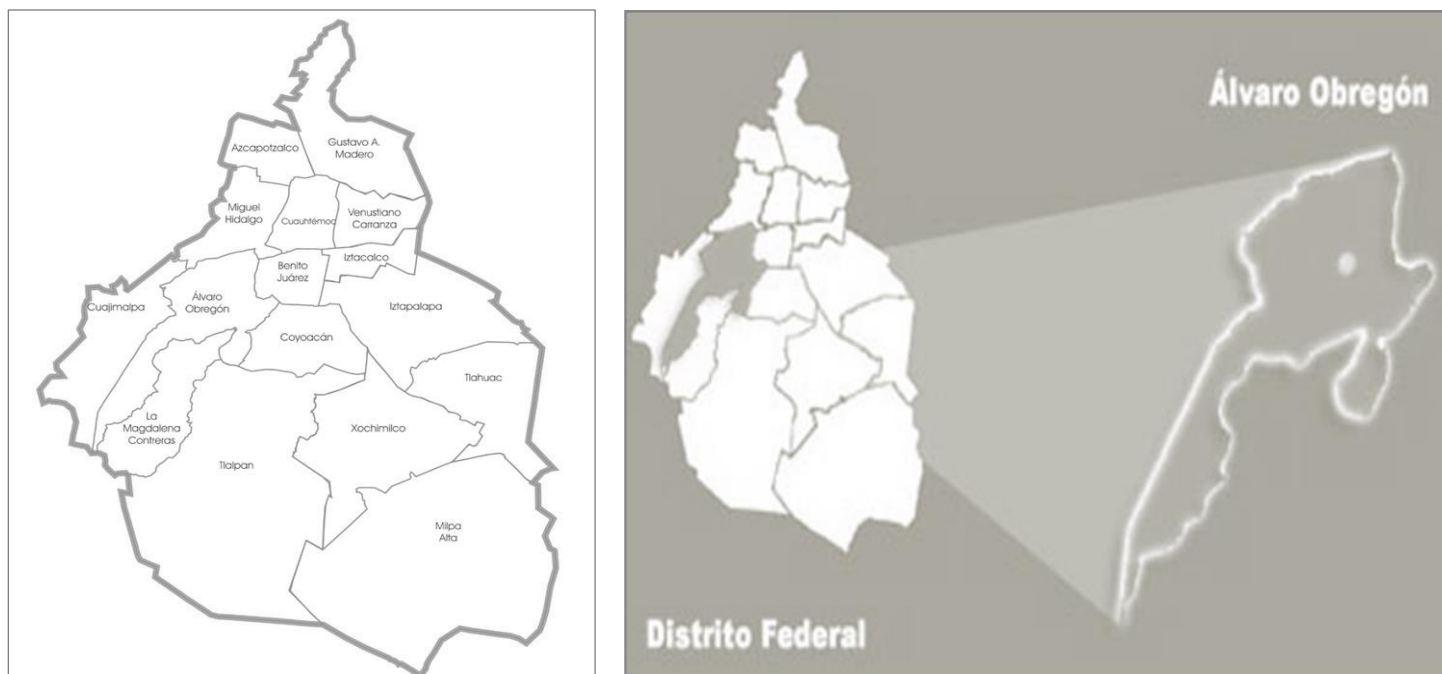 Azcapotzalco
Gustavo A.
Madero
Miguel
Hidalgo
Cuauhtémoc
Venustiano
Carranza
Iztacalco
Benito
Juárez
Cuajimalpa
Álvaro
Obregón
Iztapalapa
Coyoacán
Tlahuac
La
Magdalena
Contreras
Xochimilco
Tlalpan
Milpa
Alta
Álvaro Obregón
Distrito Federal